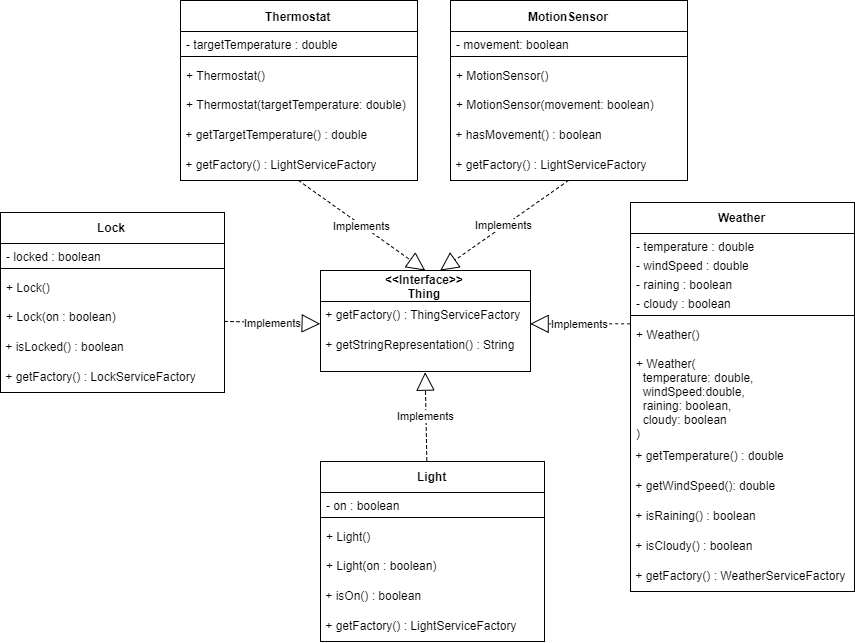 Thermostat
- targetTemperature : double
+ Thermostat()
+ Thermostat(targetTemperature: double)
+ getTargetTemperature() : double
+ getFactory() : LightServiceFactory
MotionSensor
- movement: boolean
+ MotionSensor()
+ MotionSensor(movement: boolean)
+ hasMovement() : boolean
+ getFactory() : LightServiceFactory
Implements
Implements
Lock
- locked : boolean
+ Lock()
+ Lock(on : boolean)
+ isLocked() : boolean
+ getFactory() : LockServiceFactory
Implements
<<Interface>>
Thing
+ getFactory() : ThingServiceFactory
+ getStringRepresentation() : String
Implements
Weather
- temperature : double
- windSpeed : double
- raining : boolean
- cloudy : boolean
+ Weather()
+ Weather(
temperature: double,
windSpeed:double,
raining: boolean,
cloudy: boolean
)
+ getTemperature() : double
+ getWindSpeed(): double
+ isRaining() : boolean
+ isCloudy() : boolean
+ getFactory() : WeatherServiceFactory
Implements
Light
- on : boolean
+ Light()
+ Light(on : boolean)
+ isOn() : boolean
+ getFactory() : LightServiceFactory